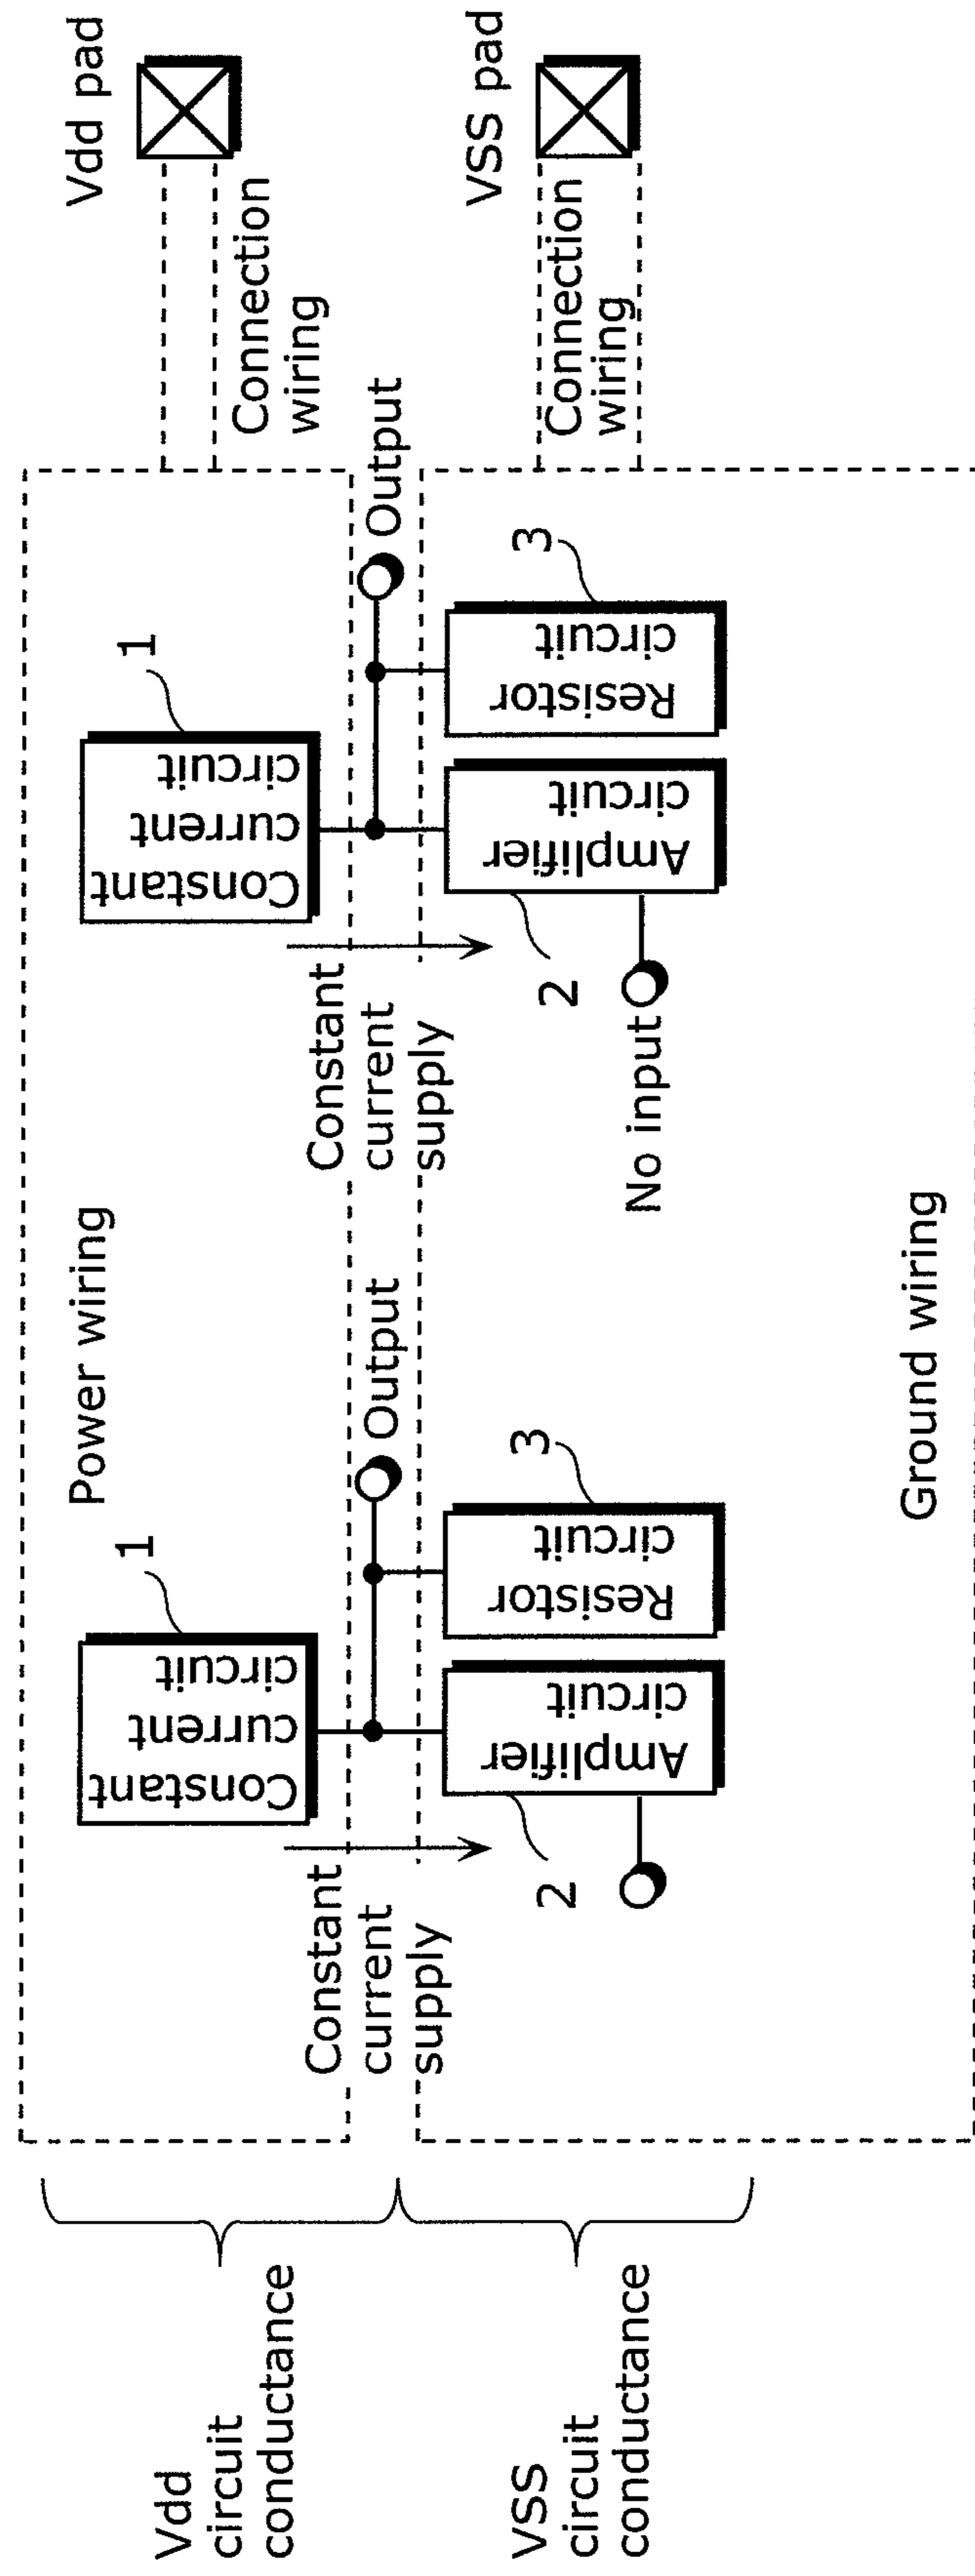 Vdd
circuit
conductance
VSS
circuit
conductance
Power wiring
Constant
current
circuit
1
Constant
current
supply
Output
Amplifier
circuit
2
Resistor
circuit
3
Constant
current
circuit
1
Constant
current
supply
Output
Amplifier
circuit
2
No input
Resistor
circuit
3
Ground wiring
Vdd pad
Connection
wiring
VSS pad
Connection
wiring